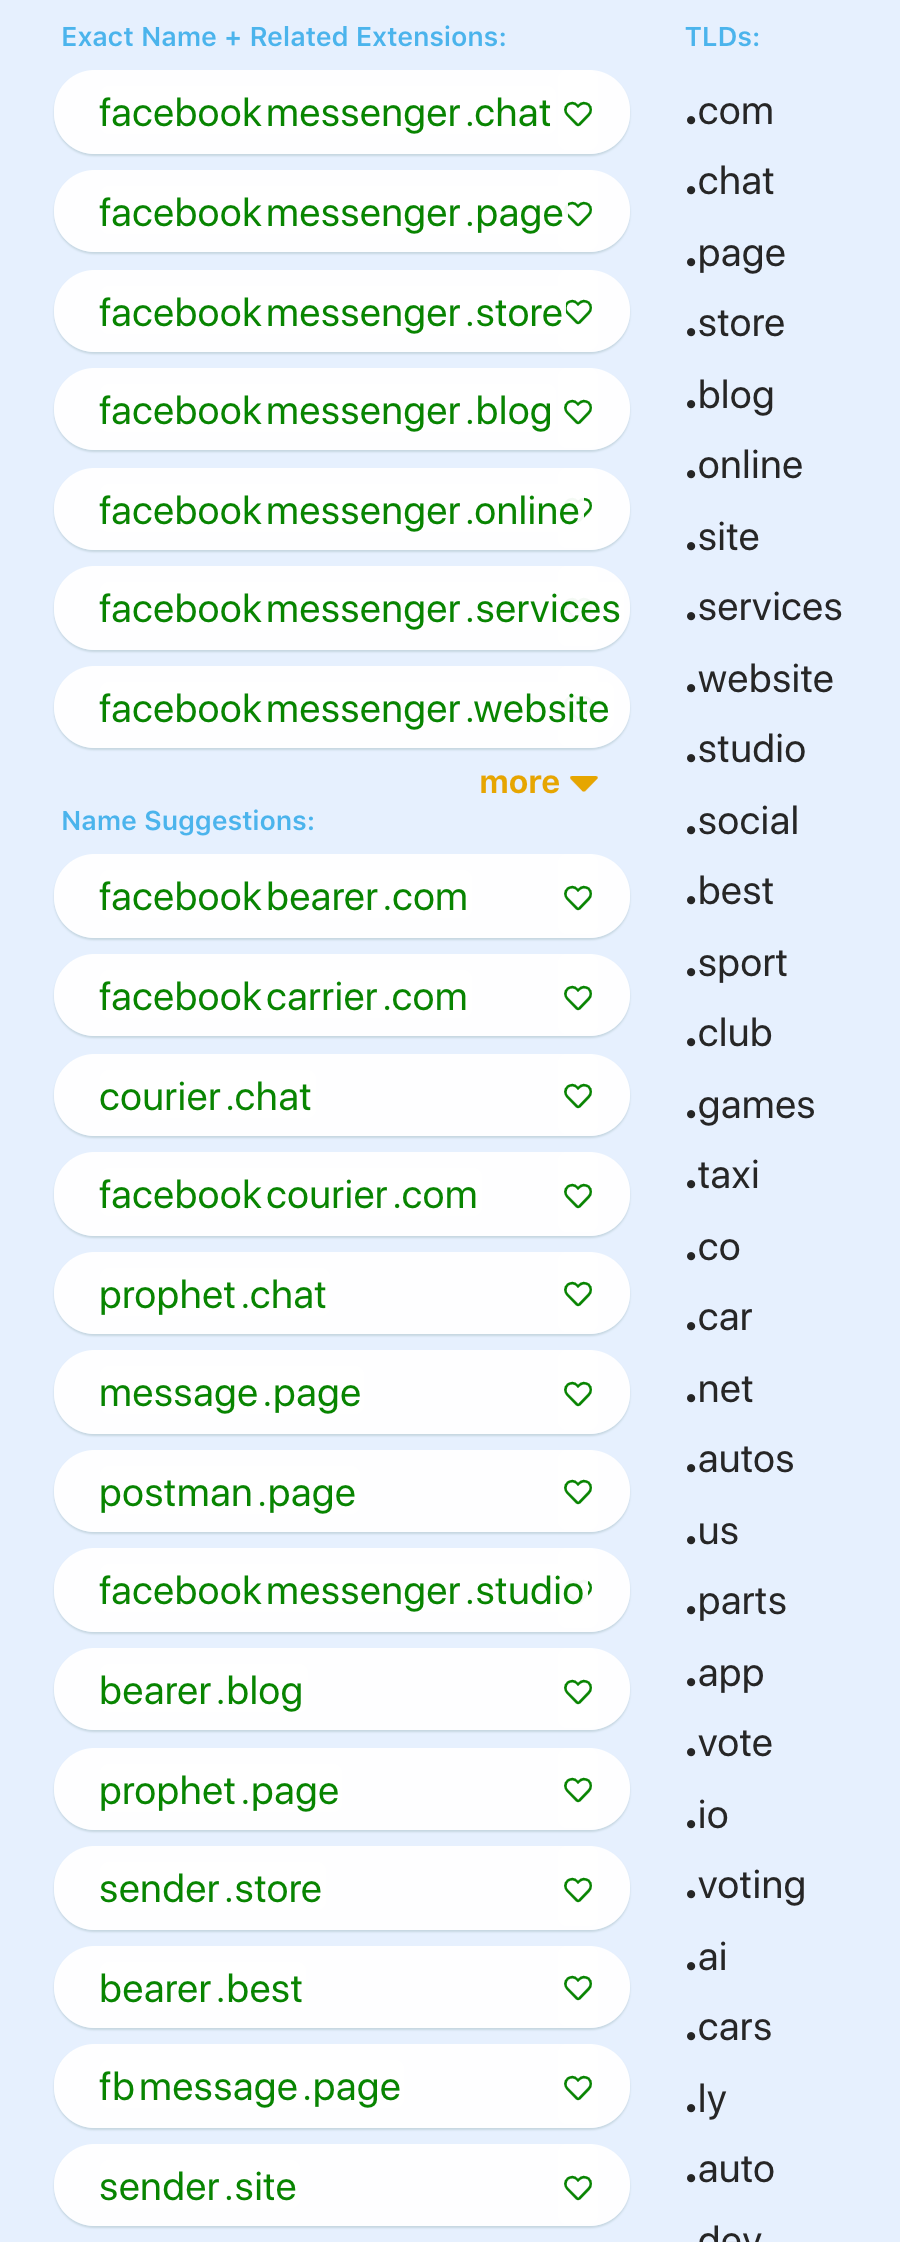 Exact Name + Related Extensions:
facebookmessenger.chat
facebookmessenger.page
facebookmessenger.store
facebookmessenger.blog
facebookmessenger.online
facebookmessenger.services
facebookmessenger.website
more
Name Suggestions:
facebookbearer.com
facebookcarrier.com
courier.chat
facebookcourier.com
prophet.chat
message.page
postman.page
facebookmessenger.studio
bearer.blog
prophet.page
sender.store
bearer.best
fbmessage.page
sender.site
TLDs:
.com
.chat
.page
.store
.blog
.online
.site
.services
.website
.studio
.social
.best
.sport
.club
.games
.taxi
.co
.car
.net
.autos
.us
.parts
.app
.vote
.io
.voting
.ai
.cars
.ly
.auto
.dev